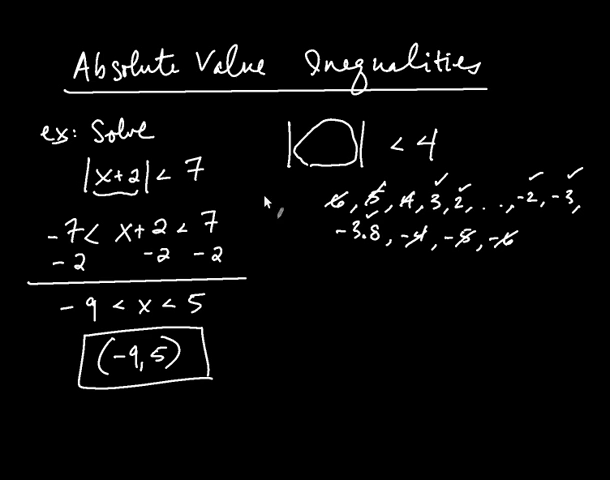 Absolute Value Inequalities
ex: Solve
|x+2| < 7
-7 < x+2 < 7
-2 -2 -2
-9 < x < 5
(-9,5)
| | < 4
6, 5, 4, 3, 2, ..., -2, -3,
-3.8, -4, -5, -6